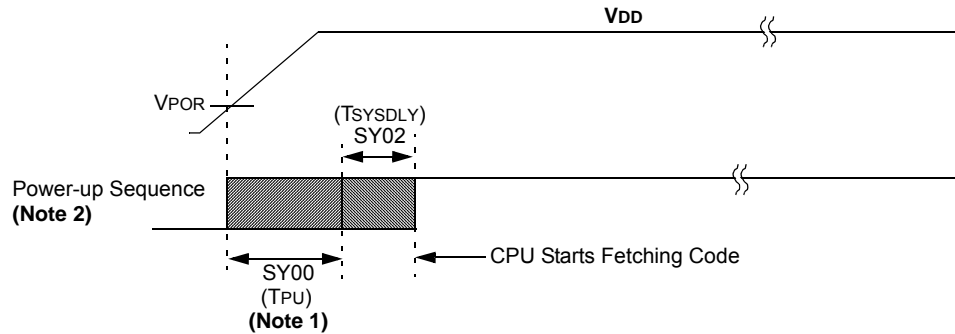 VDD
VPOR
(TSYSDLY)
SY02
Power-up Sequence
(Note 2)
CPU Starts Fetching Code
SY00
(TPU)
(Note 1)